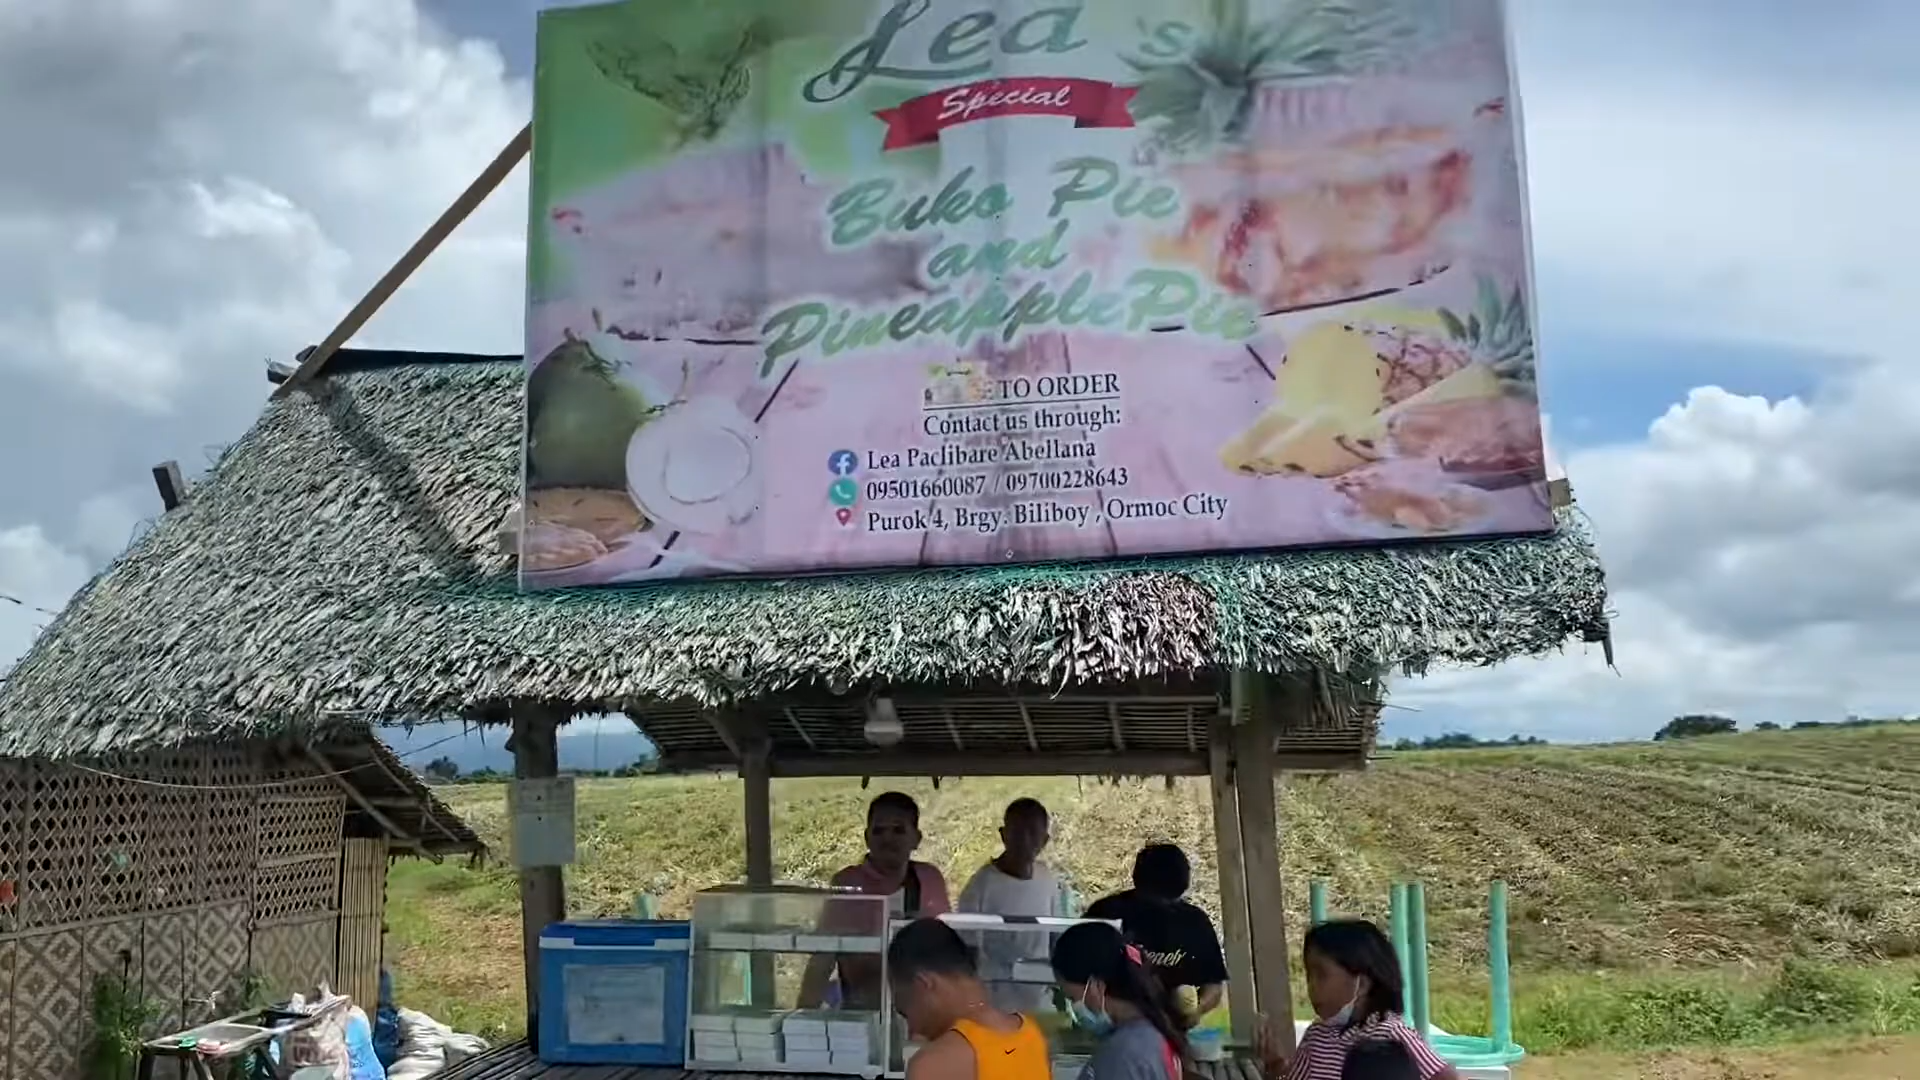 Lea's
Special
Buko Pie
and
Pineapple Pie
TO ORDER
Contact us through:
Lea Paclibare Abellana
09501660087 / 09700228643
Purok 4, Brgy. Biliboy , Ormoc City